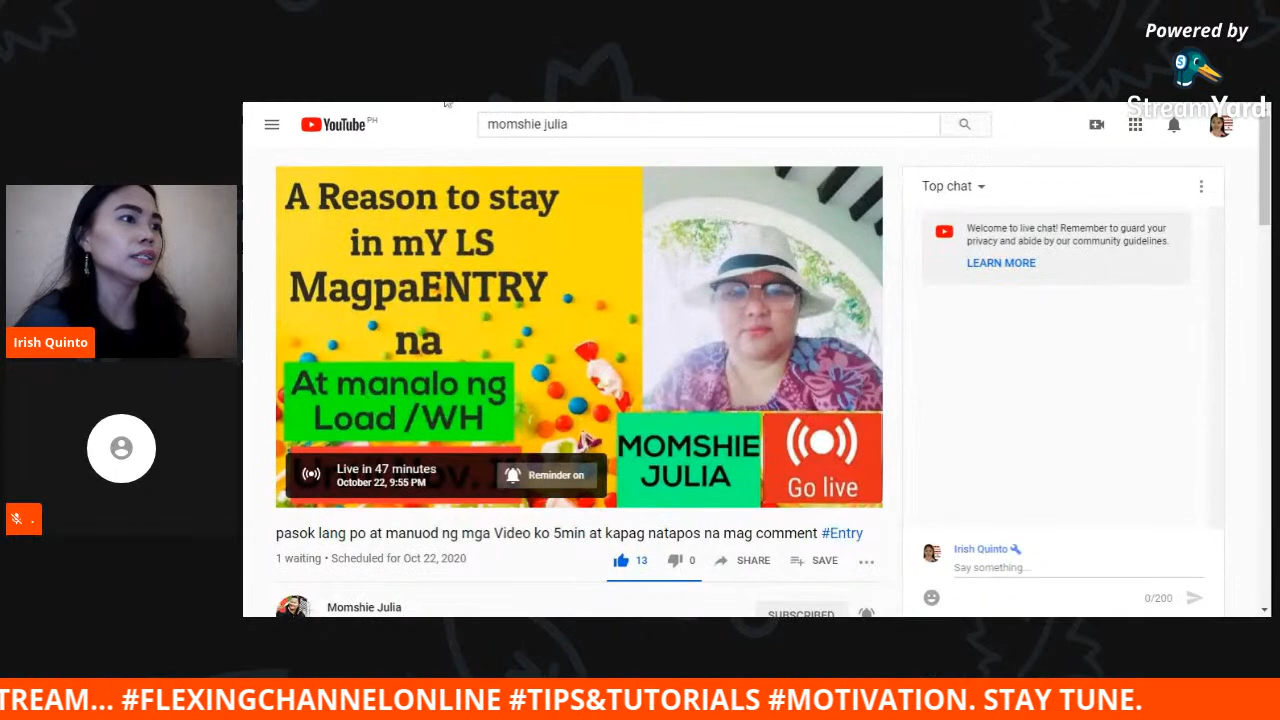 Powered by
StreamYard
YouTube PH
momshie julia
A Reason to stay
in mY LS
MagpaENTRY
na
At manalo ng
Load /WH
Live in 47 minutes
October 22, 9:55 PM
Reminder on
MOMSHIE
JULIA
Go live
pasok lang po at manuod ng mga Video ko 5min at kapag natapos na mag comment #Entry
1 waiting • Scheduled for Oct 22, 2020
13
0
SHARE
SAVE
Momshie Julia
SUBSCRIBED
Top chat
Welcome to live chat! Remember to guard your
privacy and abide by our community guidelines.
LEARN MORE
Irish Quinto
Say something...
0/200
Irish Quinto
.
TREAM... #FLEXINGCHANNELONLINE #TIPS&TUTORIALS #MOTIVATION. STAY TUNE.